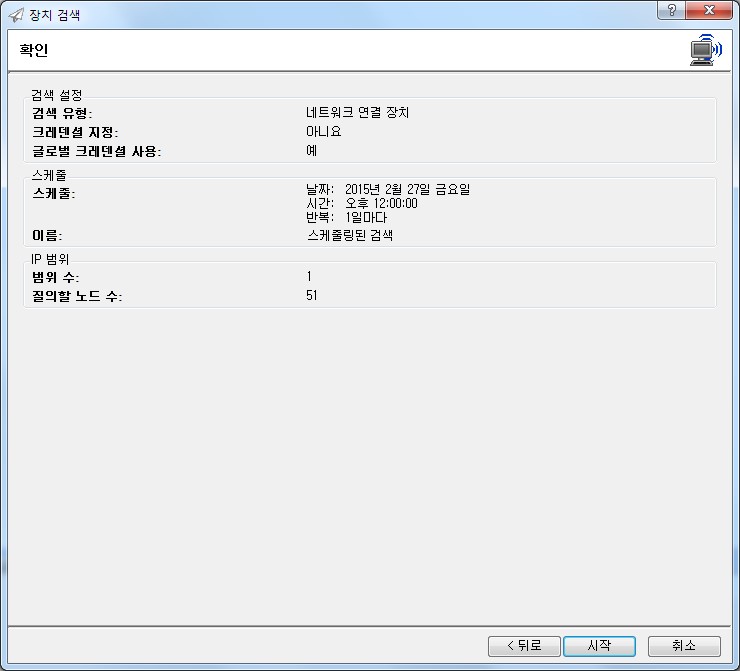 장치 검색
?
확인
검색 설정
검색 유형: 네트워크 연결 장치
크레덴셜 지정: 아니요
글로벌 크레덴셜 사용: 예
스케줄
스케줄: 날짜: 2015년 2월 27일 금요일
시간: 오후 12:00:00
반복: 1일마다
이름: 스케줄링된 검색
IP 범위
범위 수: 1
질의할 노드 수: 51
< 뒤로 시작 취소